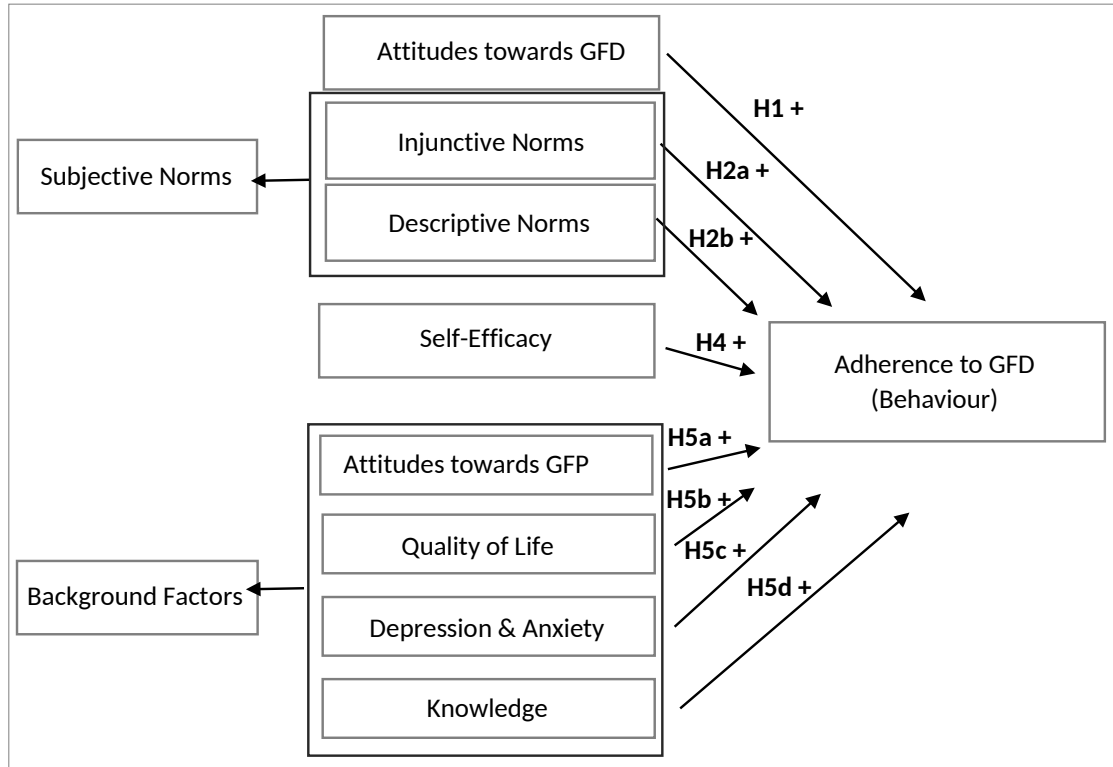 Attitudes towards GFD
H1 +
Injunctive Norms
H2a +
Subjective Norms
Descriptive Norms
H2b +
Self-Efficacy
H4 +
Adherence to GFD
(Behaviour)
H5a +
Attitudes towards GFP
H5b +
Quality of Life
H5c +
Background Factors
H5d +
Depression & Anxiety
Knowledge